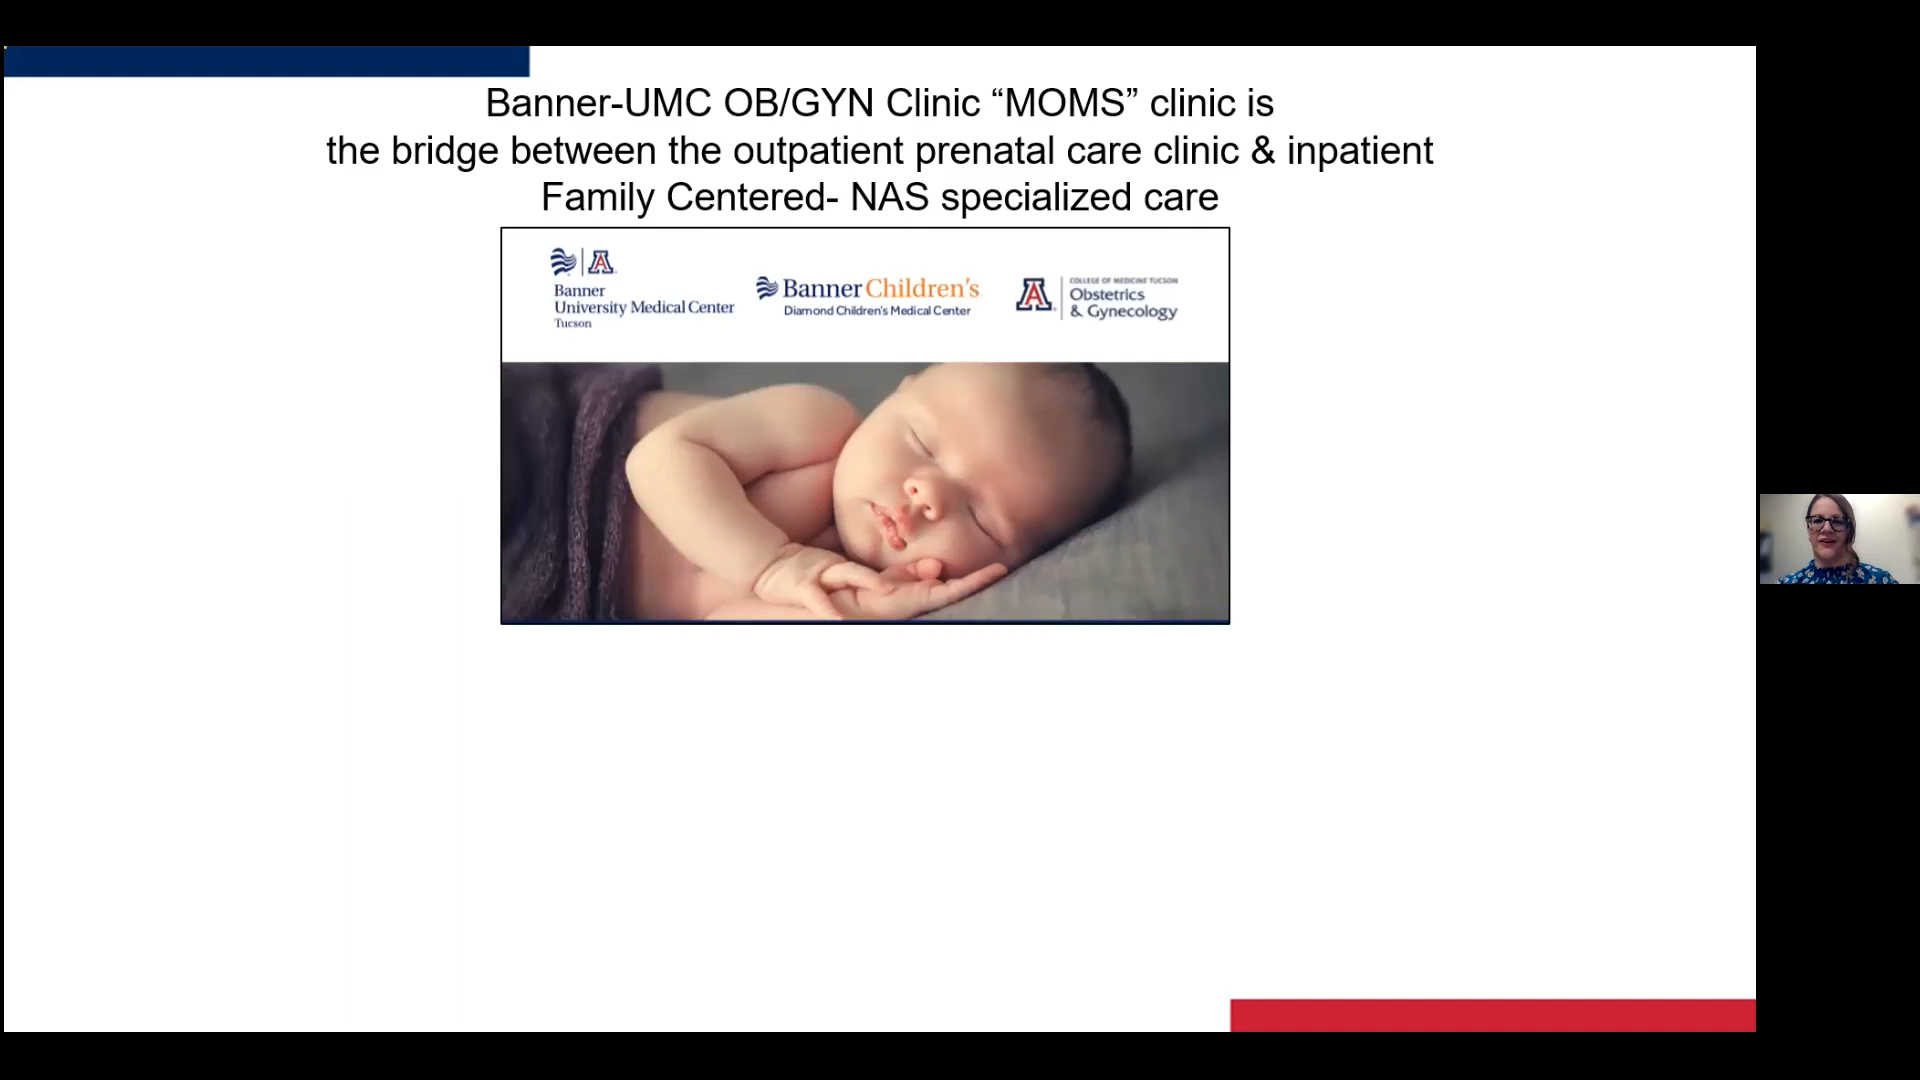 Banner-UMC OB/GYN Clinic “MOMS” clinic is
the bridge between the outpatient prenatal care clinic & inpatient
Family Centered- NAS specialized care
A
Banner
University Medical Center
Tucson
Banner Children's
Diamond Children's Medical Center
A
COLLEGE OF MEDICINE TUCSON
Obstetrics
& Gynecology